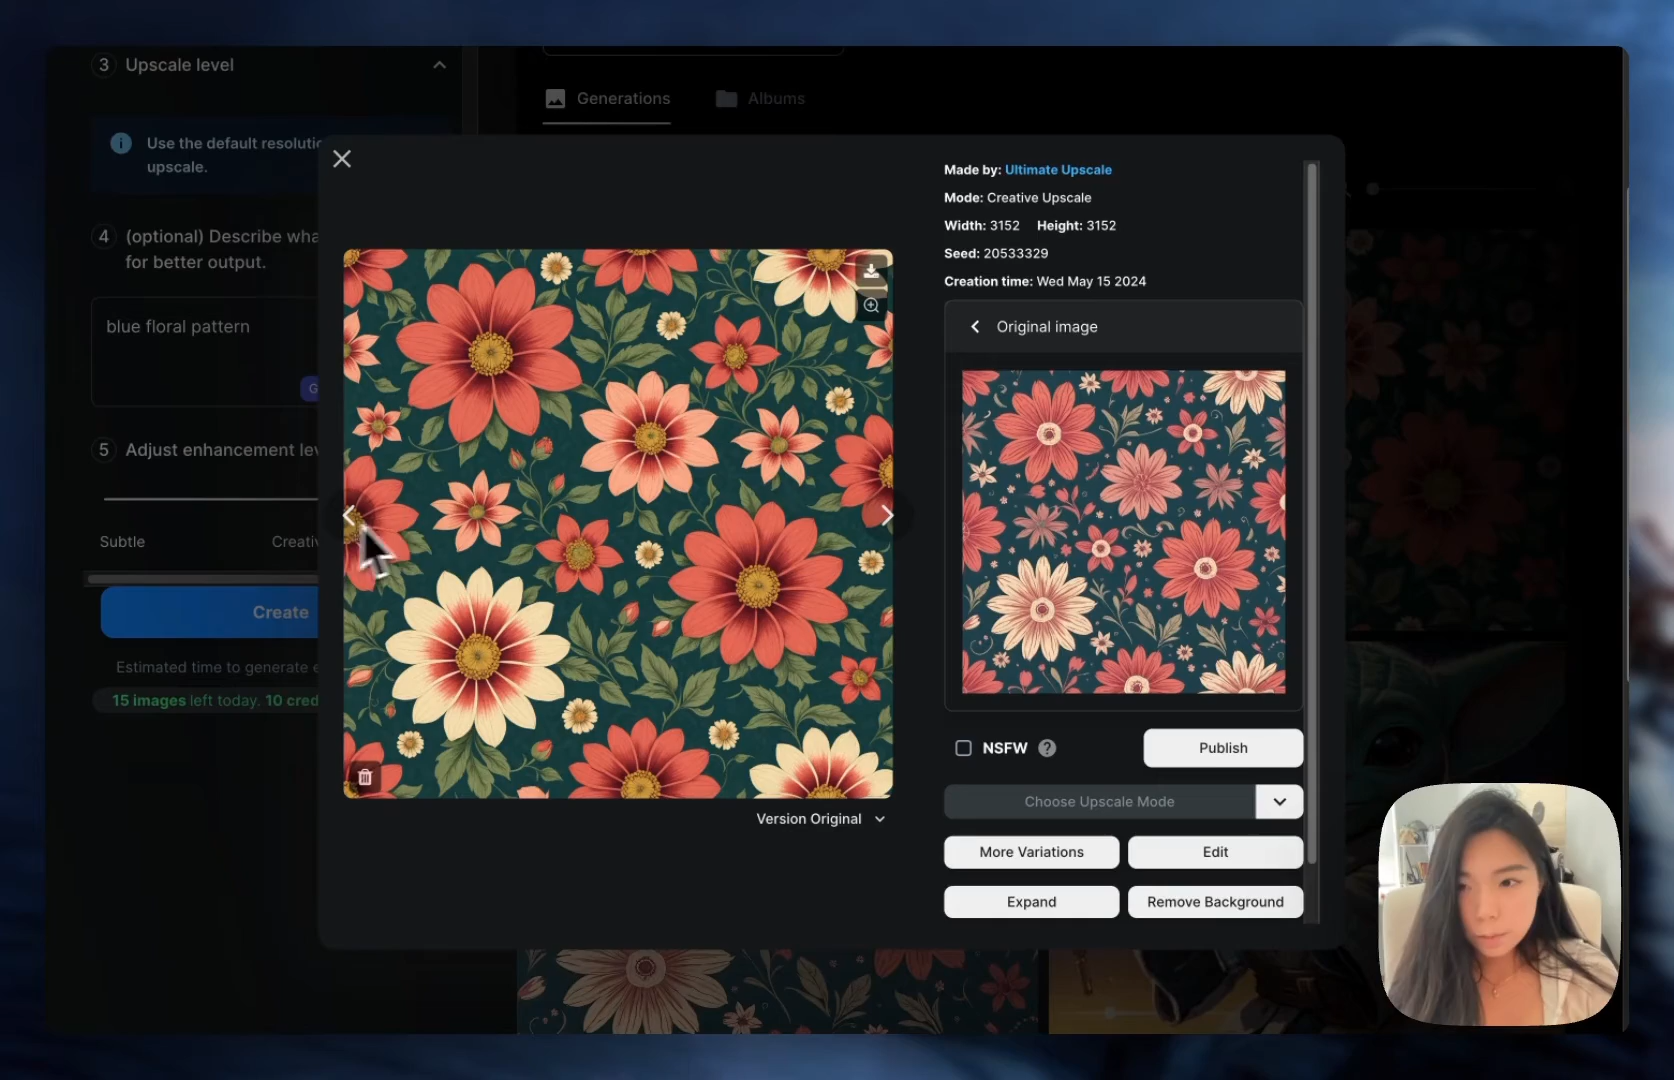 3 Upscale level
Use the default resolutio
upscale.
4 (optional) Describe wha
for better output.
blue floral pattern
G
5 Adjust enhancement lev
Subtle Creativ
Create
Estimated time to generate e
15 images left today. 10 cred
Generations Albums
Made by: Ultimate Upscale
Mode: Creative Upscale
Width: 3152 Height: 3152
Seed: 20533329
Creation time: Wed May 15 2024
Original image
Version Original
NSFW ? Publish
Choose Upscale Mode
More Variations Edit
Expand Remove Background